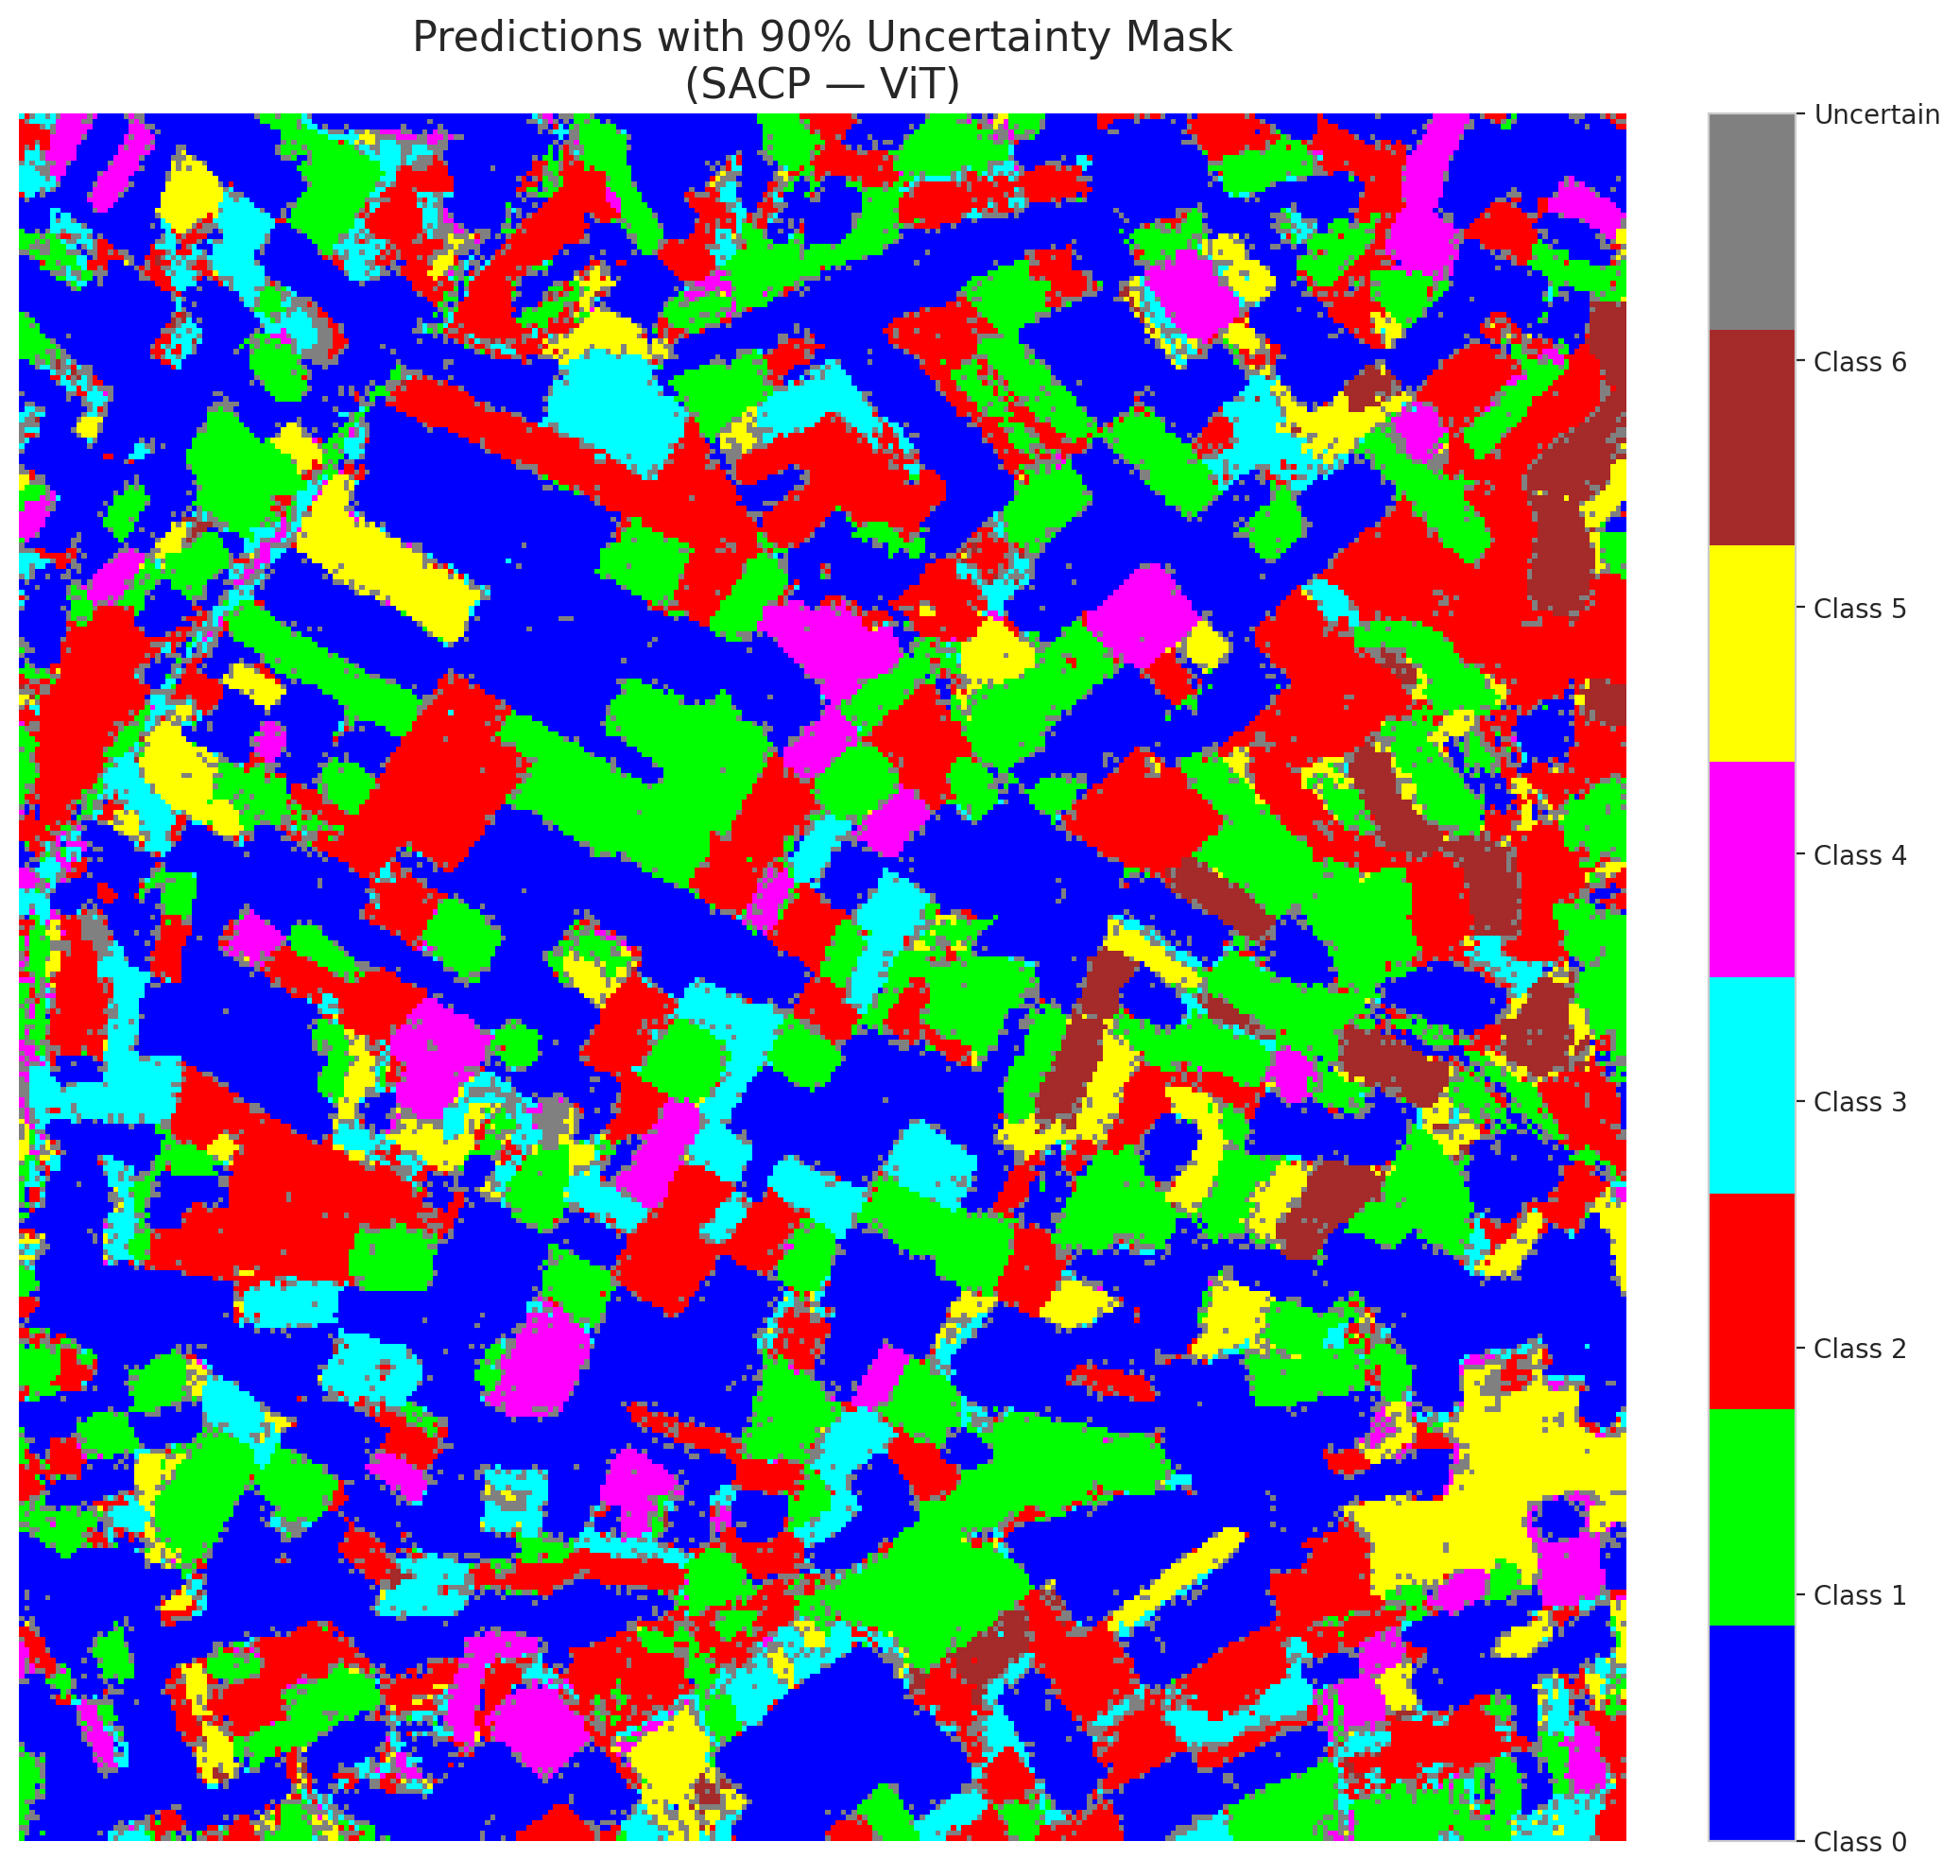 Predictions with 90% Uncertainty Mask
(SACP — ViT)
Uncertain
Class 6
Class 5
Class 4
Class 3
Class 2
Class 1
Class 0